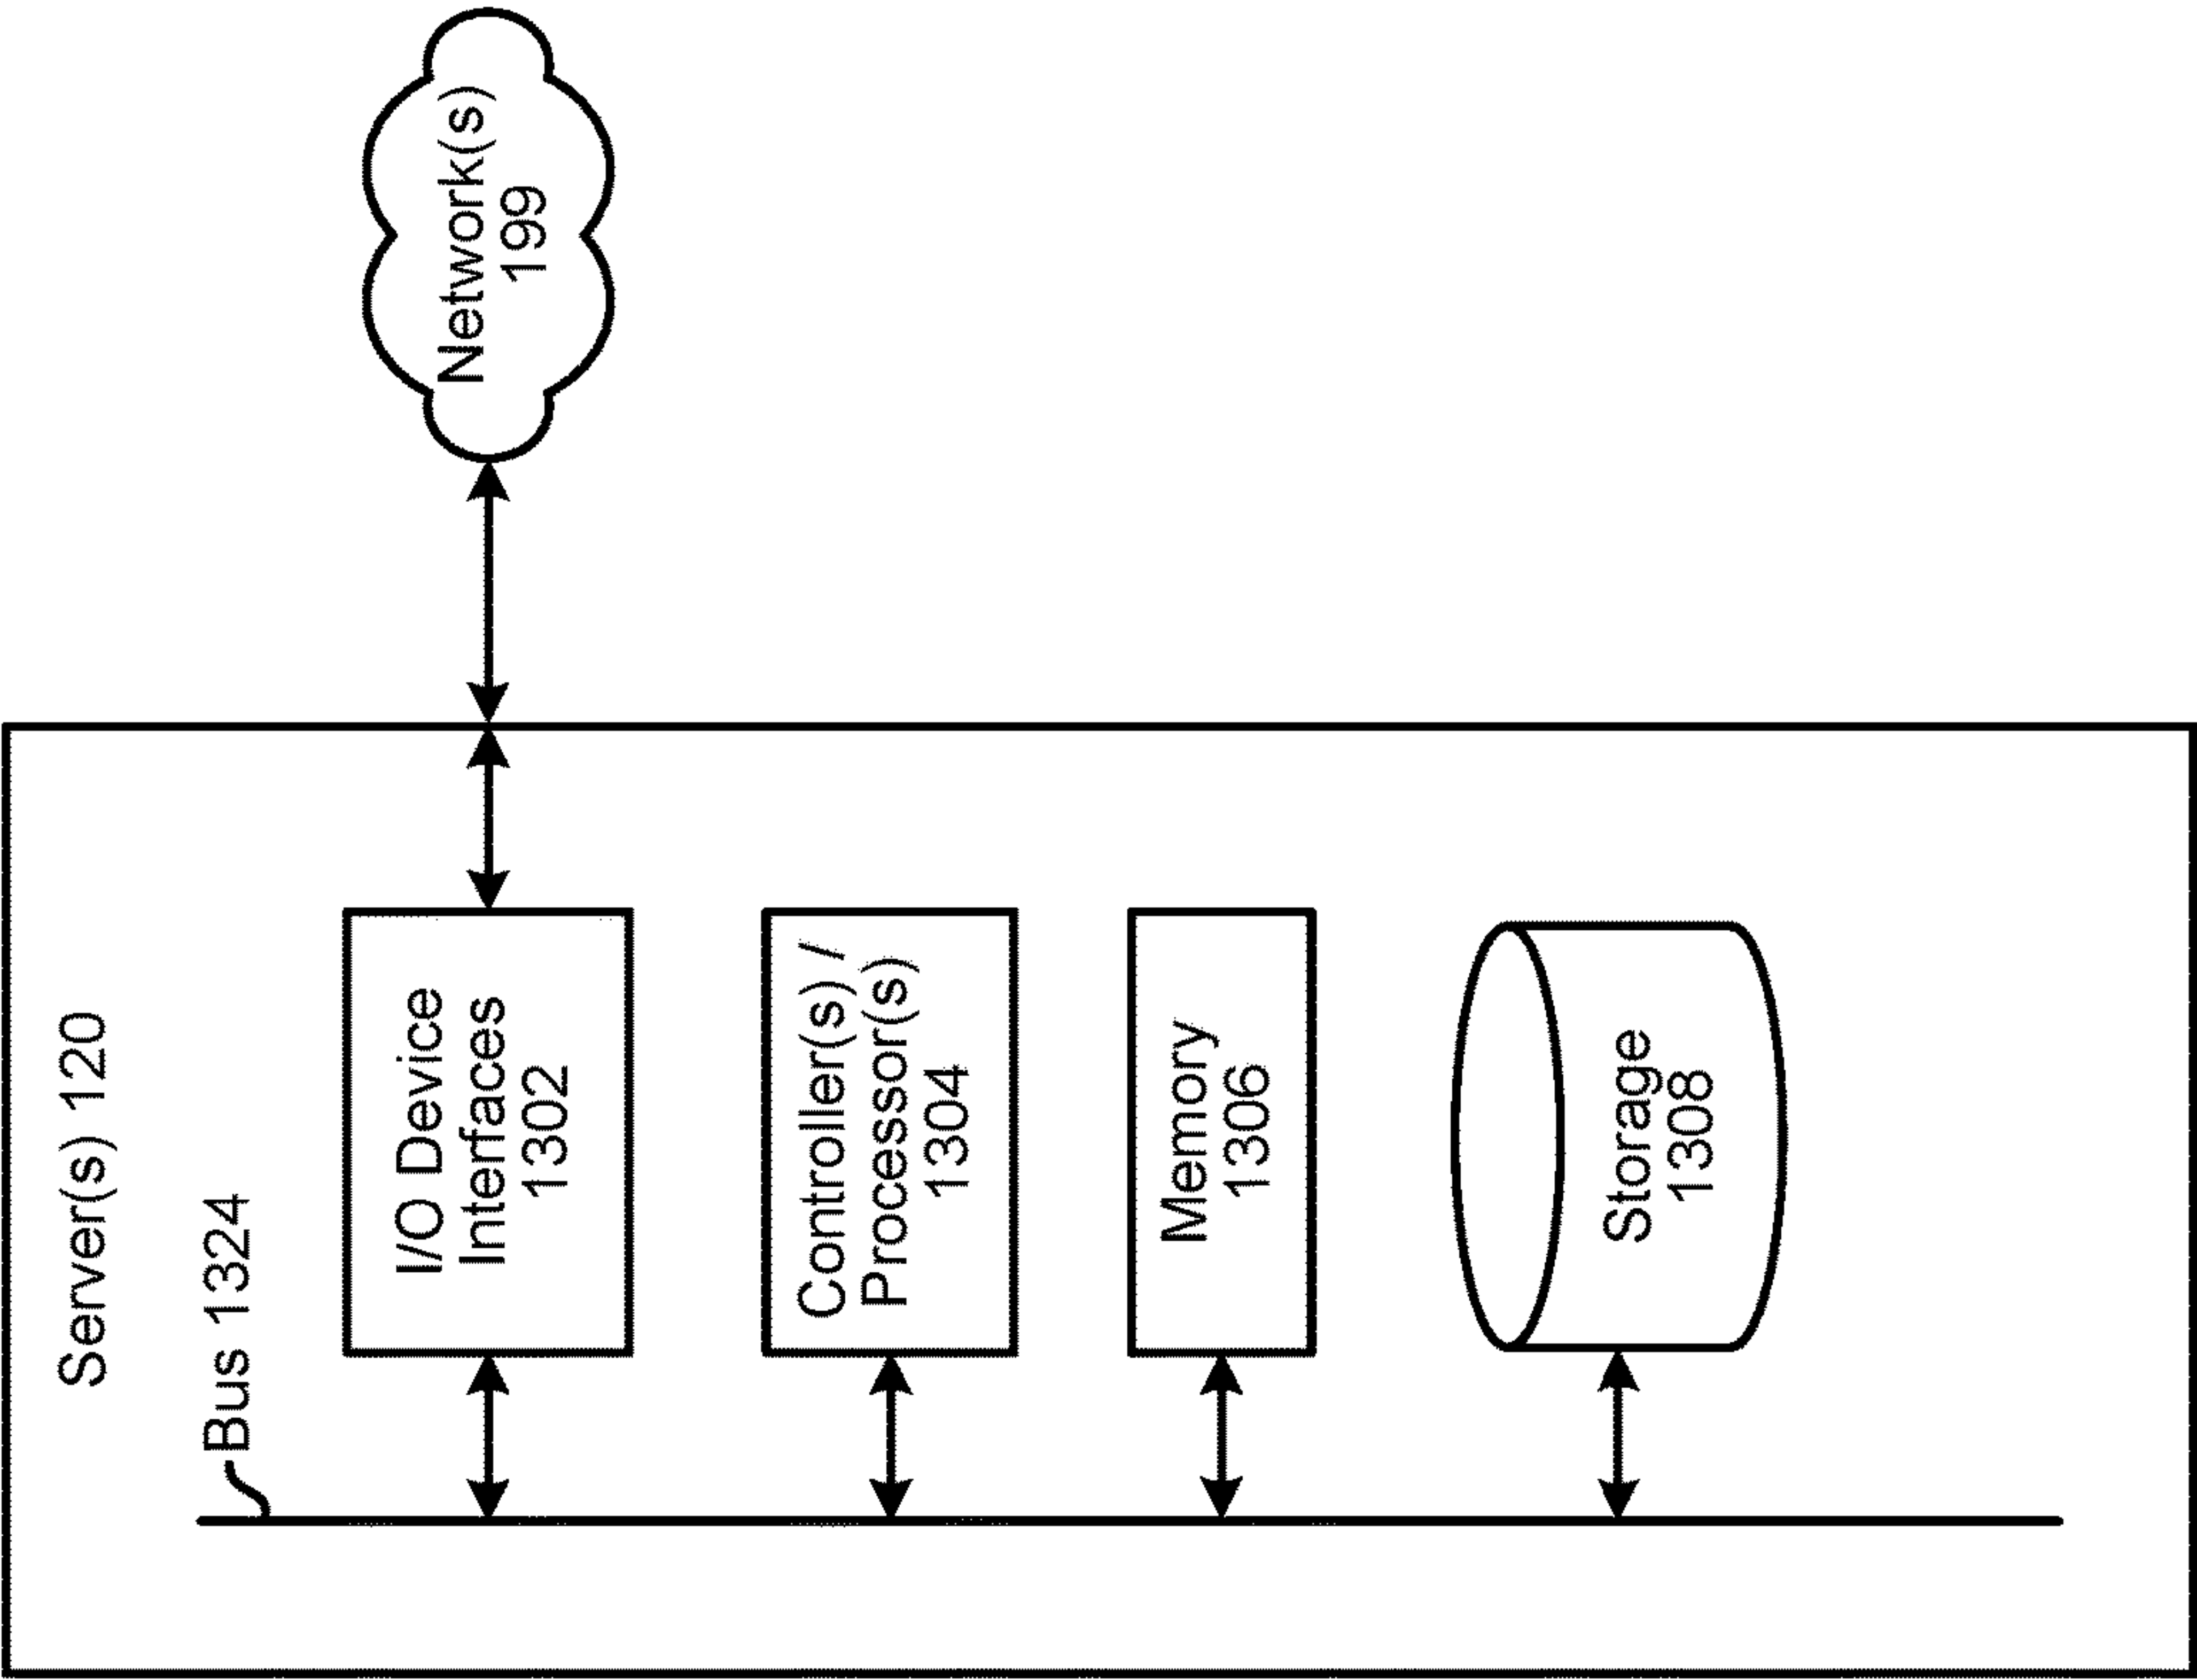 Server(s) 120
Bus 1324
I/O Device
Interfaces
1302
Network(s)
199
Controller(s) /
Processor(s)
1304
Memory
1306
Storage
1308